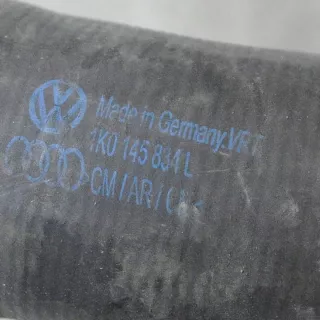 Made in Germany.VRT
1K0 145 834 L
CM / AR /